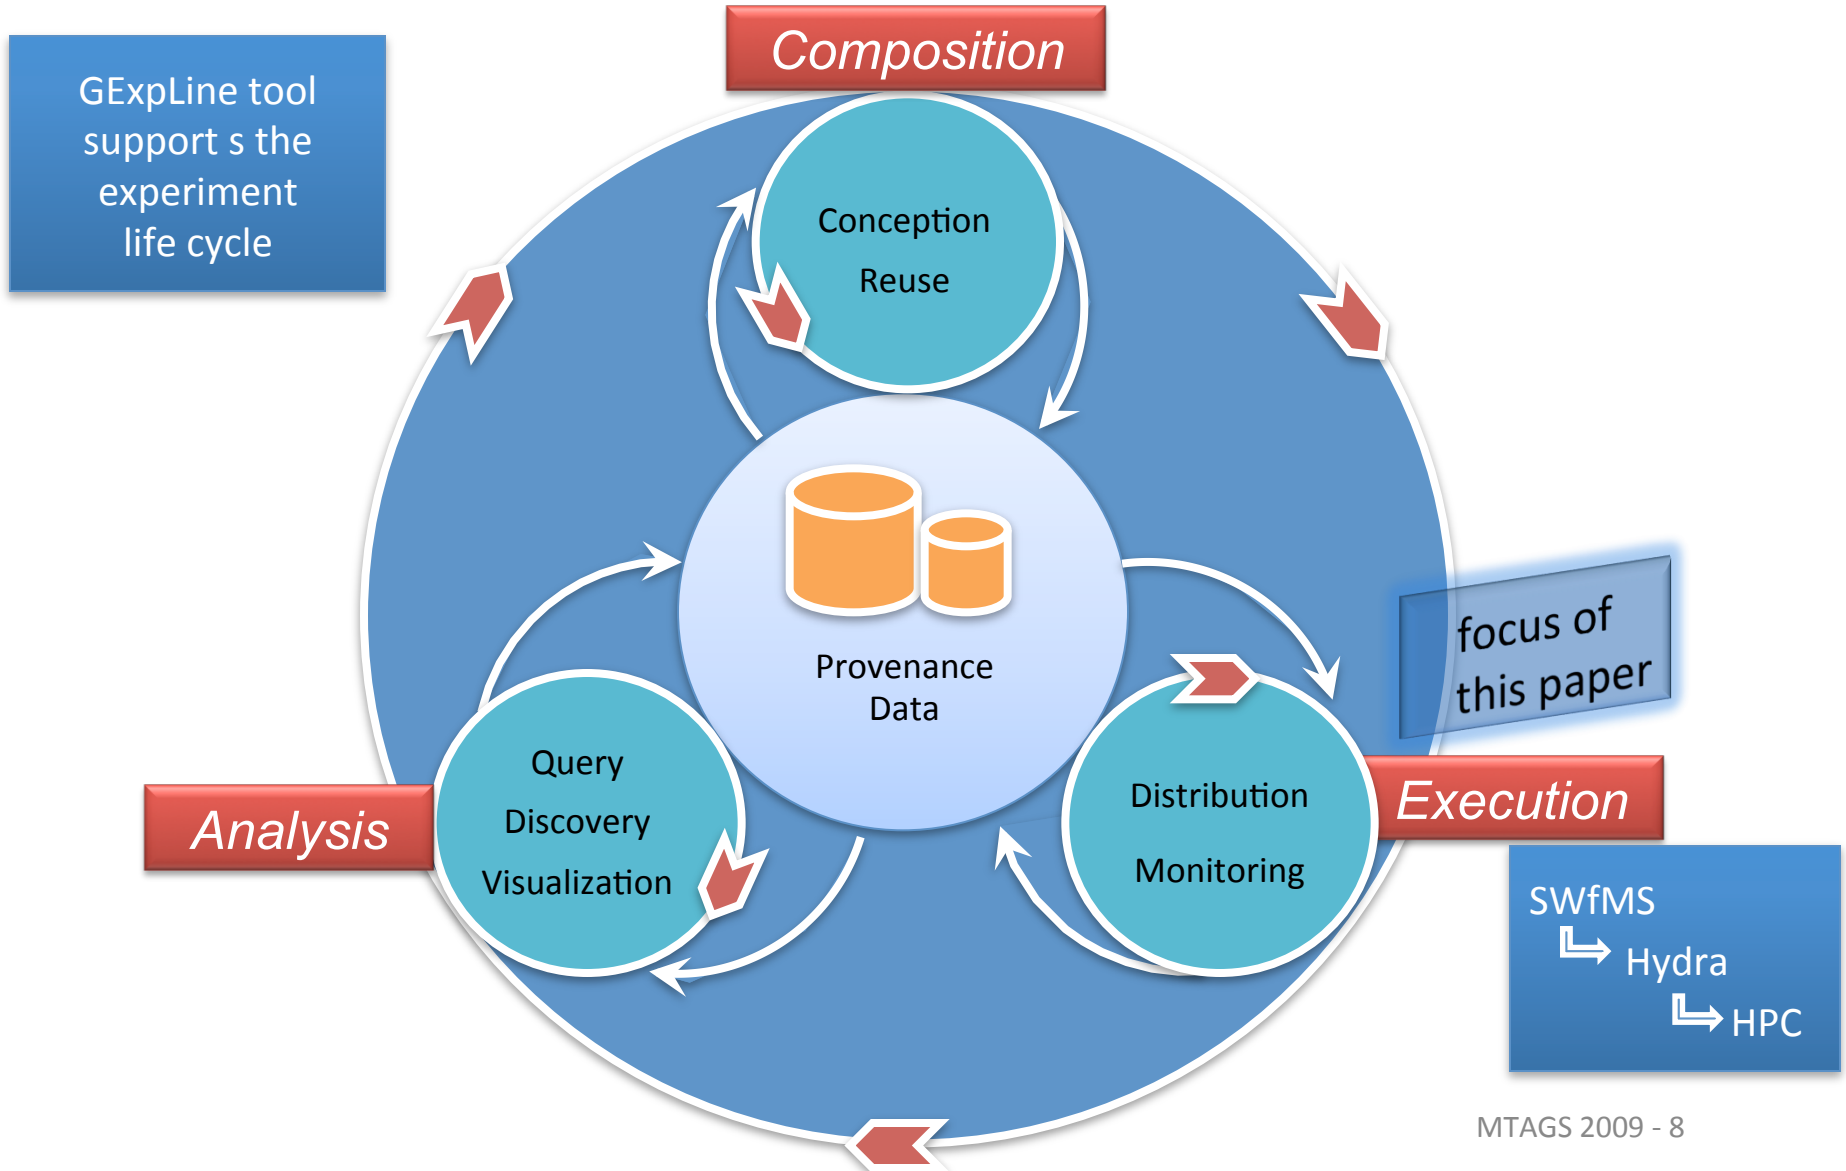 Composition
GExpLine tool
support s the
experiment
life cycle
Conception
Reuse
Provenance
Data
focus of
this paper
Query
Discovery
Visualization
Analysis
Distribution
Monitoring
Execution
SWfMS
Hydra
HPC
MTAGS 2009 - 8